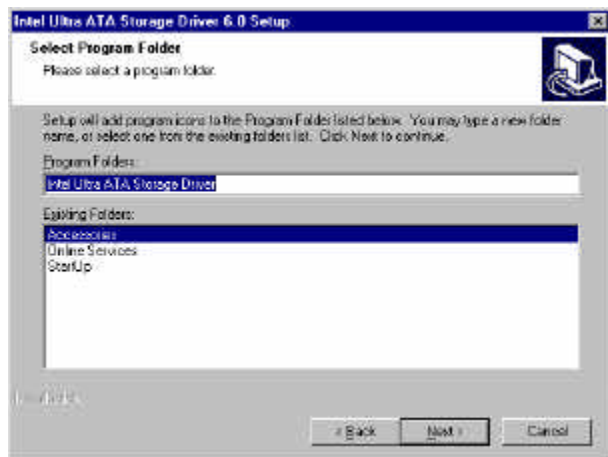 Intel Ultra ATA Storage Driver 6.0 Setup
Select Program Folder
Please select a program folder.
Setup will add program icons to the Program Folder listed below. You may type a new folder
name, or select one from the existing folders list. Click Next to continue.
Program Folders:
Intel Ultra ATA Storage Driver
Existing Folders:
Accessories
Online Services
StartUp
< Back
Next >
Cancel